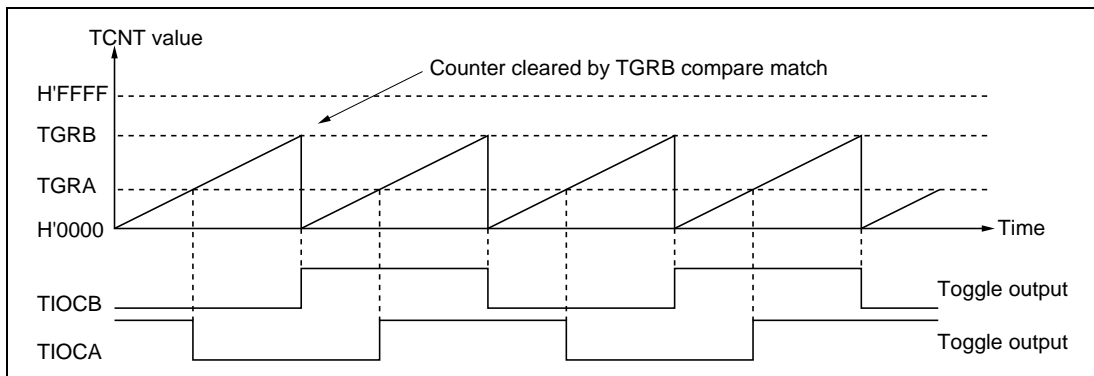 TCNT value
Counter cleared by TGRB compare match
H'FFFF
TGRB
TGRA
H'0000
Time
TIOCB
Toggle output
TIOCA
Toggle output